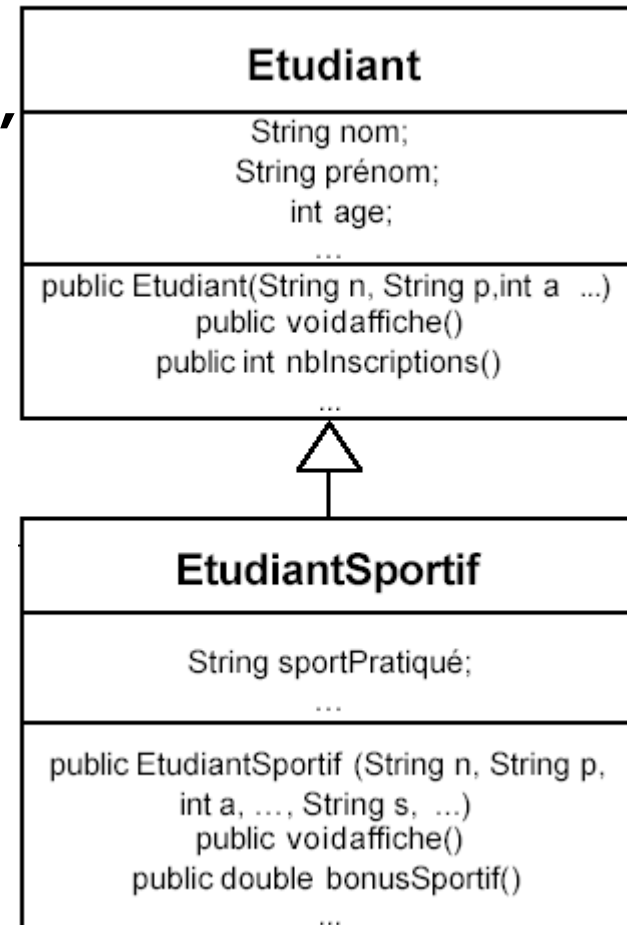 Etudiant
,
String nom;
String prénom;
int age;
...
public Etudiant(String n, String p,int a ...)
public voidaffiche()
public int nbInscriptions()
...
EtudiantSportif
String sportPratiqué;
...
public EtudiantSportif (String n, String p,
int a, ..., String s, ...)
public voidaffiche()
public double bonusSportif()
...